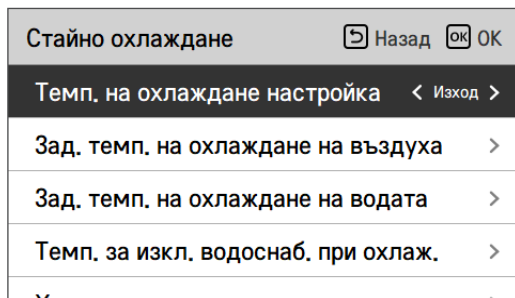 Стайно охлаждане Назад OK OK
Темп. на охлаждане настройка < Изход >
Зад. темп. на охлаждане на въздуха >
Зад. темп. на охлаждане на водата >
Темп. за изкл. водоснаб. при охлаж. >